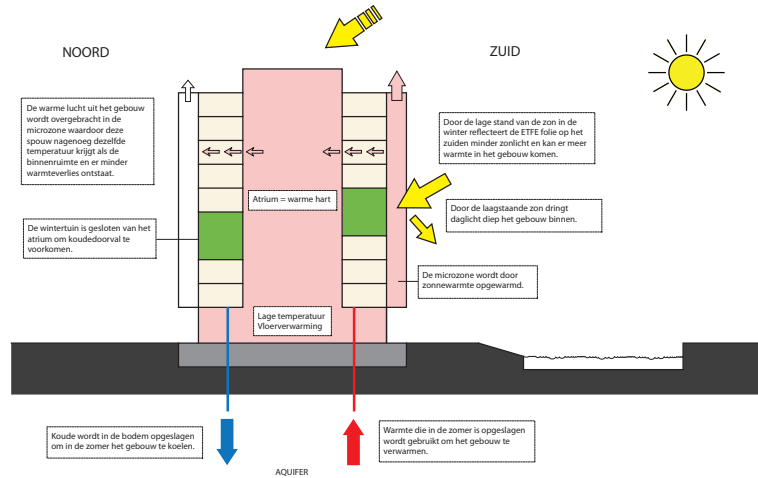 NOORD
ZUID
De warme lucht uit het gebouw
wordt overgebracht in de
microzone waardoor deze
spouw nagenoeg dezelfde
temperatuur krijgt als de
binnenruimte en er minder
warmteverlies ontstaat.
Door de lage stand van de zon in de
winter reflecteert de ETFE folie op het
zuiden minder zonlicht en kan er meer
warmte in het gebouw komen.
Atrium = warme hart
Door de laagstaande zon dringt
daglicht diep het gebouw binnen.
De wintertuin is gesloten van het
atrium om koudedoorval te
voorkomen.
De microzone wordt door
zonnewarmte opgewarmd.
Lage temperatuur
Vloerverwarming
Koude wordt in de bodem opgeslagen
om in de zomer het gebouw te koelen.
Warmte die in de zomer is opgeslagen
wordt gebruikt om het gebouw te
verwarmen.
AQUIFER